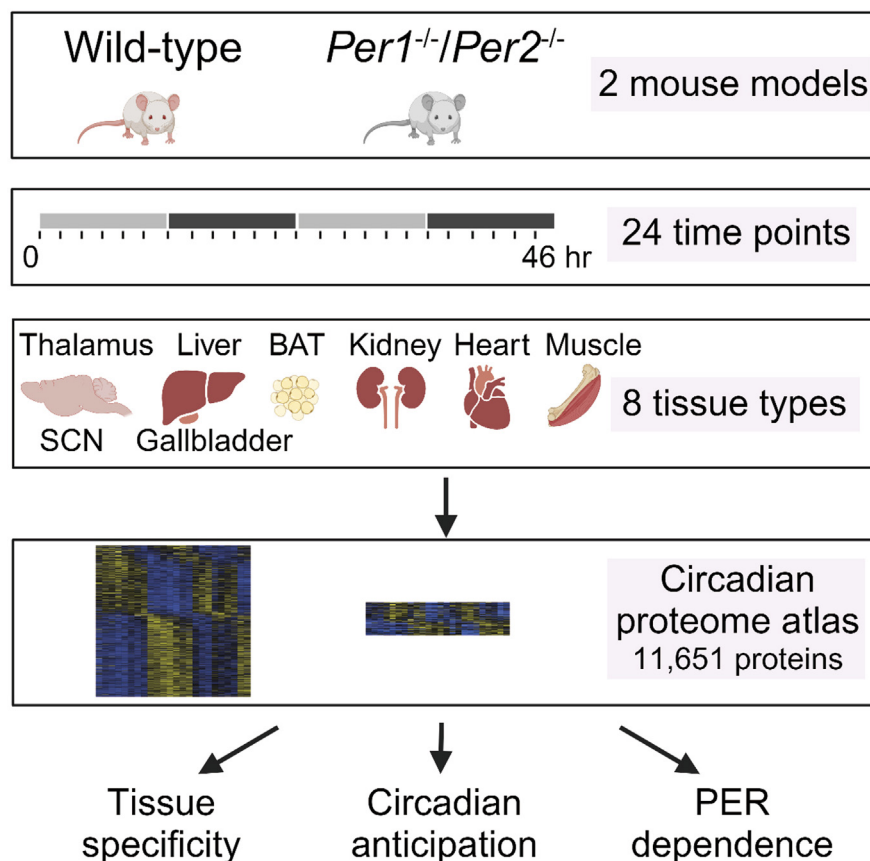 Wild-type
Per1-/-/Per2-/-
2 mouse models
24 time points
0
46 hr
Thalamus Liver BAT Kidney Heart Muscle
8 tissue types
SCN Gallbladder
Circadian
proteome atlas
11,651 proteins
Tissue
specificity
Circadian
anticipation
PER
dependence